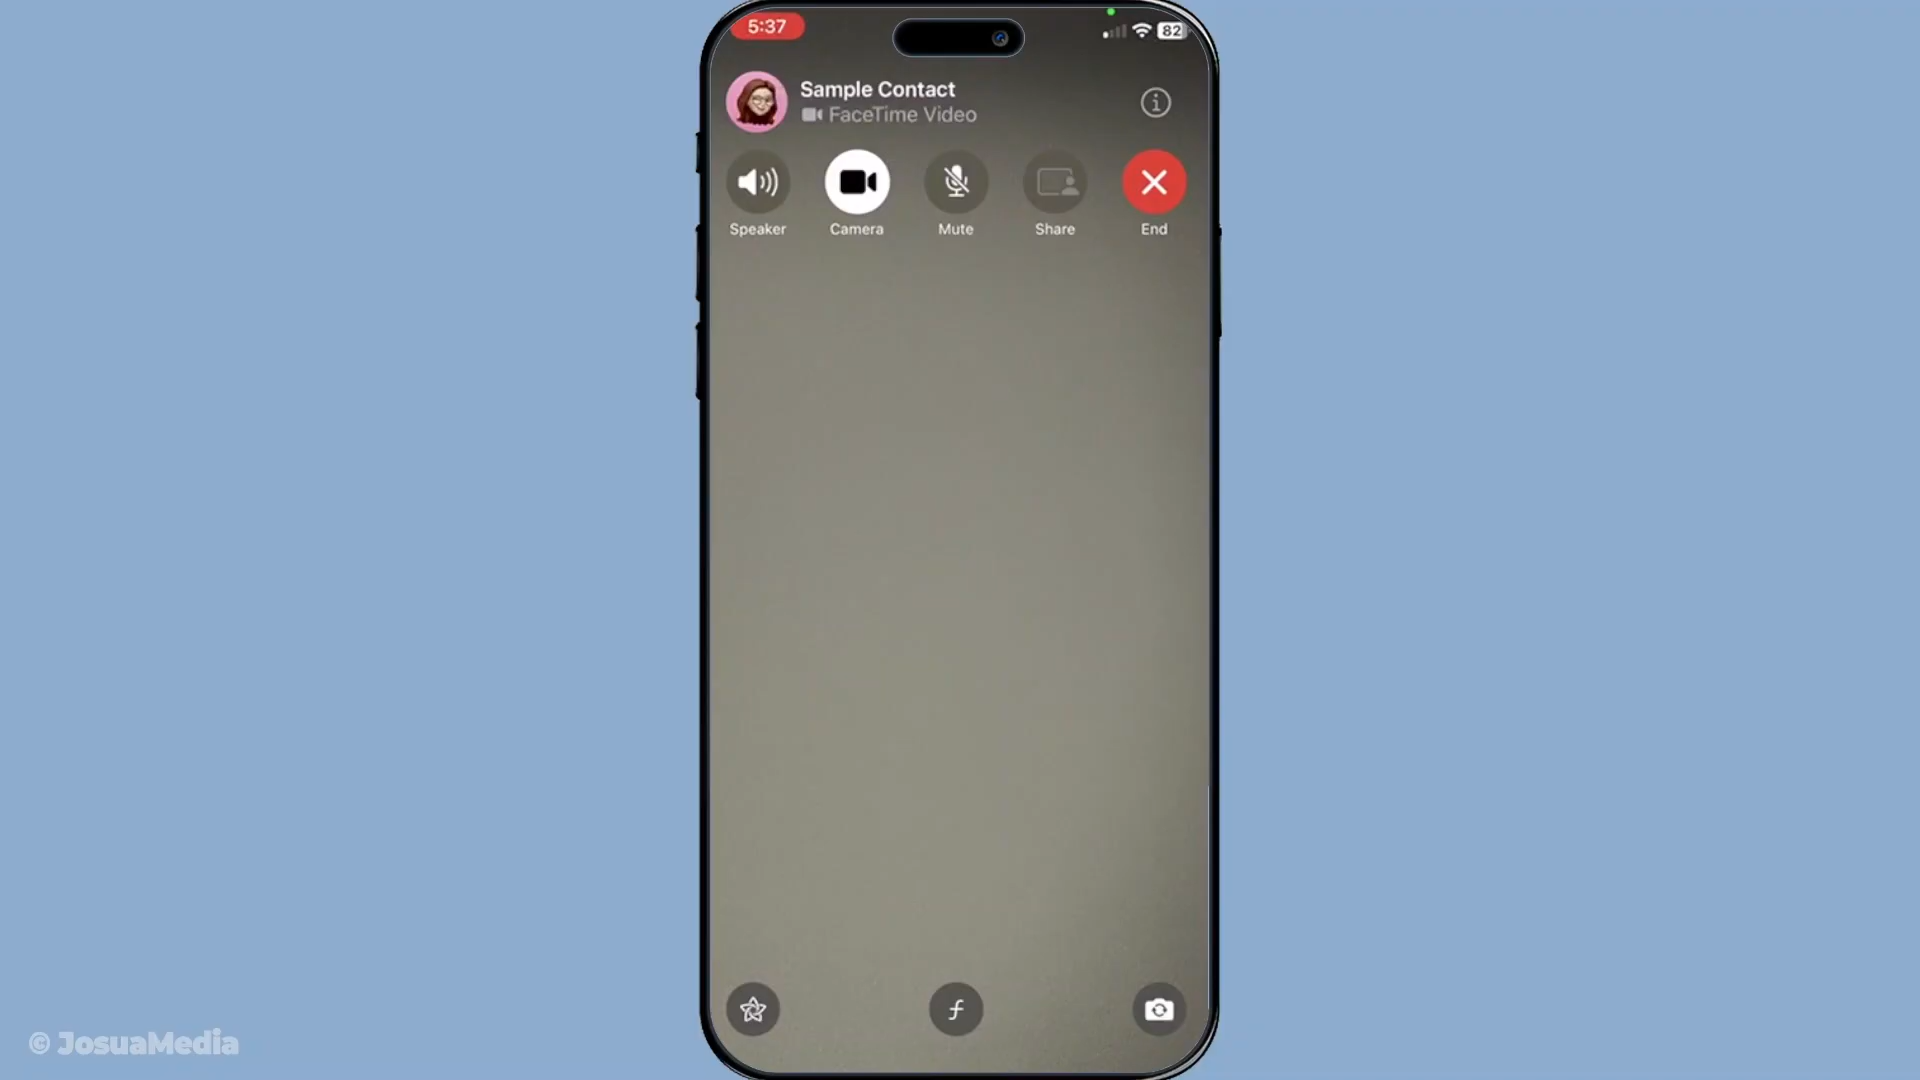 5:37
82
Sample Contact
FaceTime Video
Speaker
Camera
Mute
Share
End
© JosuaMedia